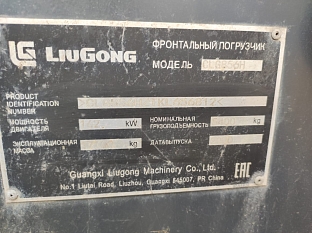 LG LIUGONG
ФРОНТАЛЬНЫЙ ПОГРУЗЧИК
МОДЕЛЬ
PRODUCT
IDENTIFICATION
NUMBER
МОЩНОСТЬ
ДВИГАТЕЛЯ
kW
НОМИНАЛЬНАЯ
ГРУЗОПОДЪЕМНОСТЬ
kg
ЭКСПЛУАТАЦИОННАЯ
МАССА
kg
ДАТА ВЫПУСКА
Guangxi Liugong Machinery Co., Ltd.
No.1 Liutai Road, Liuzhou, Guangxi 545007, PR China
EAC